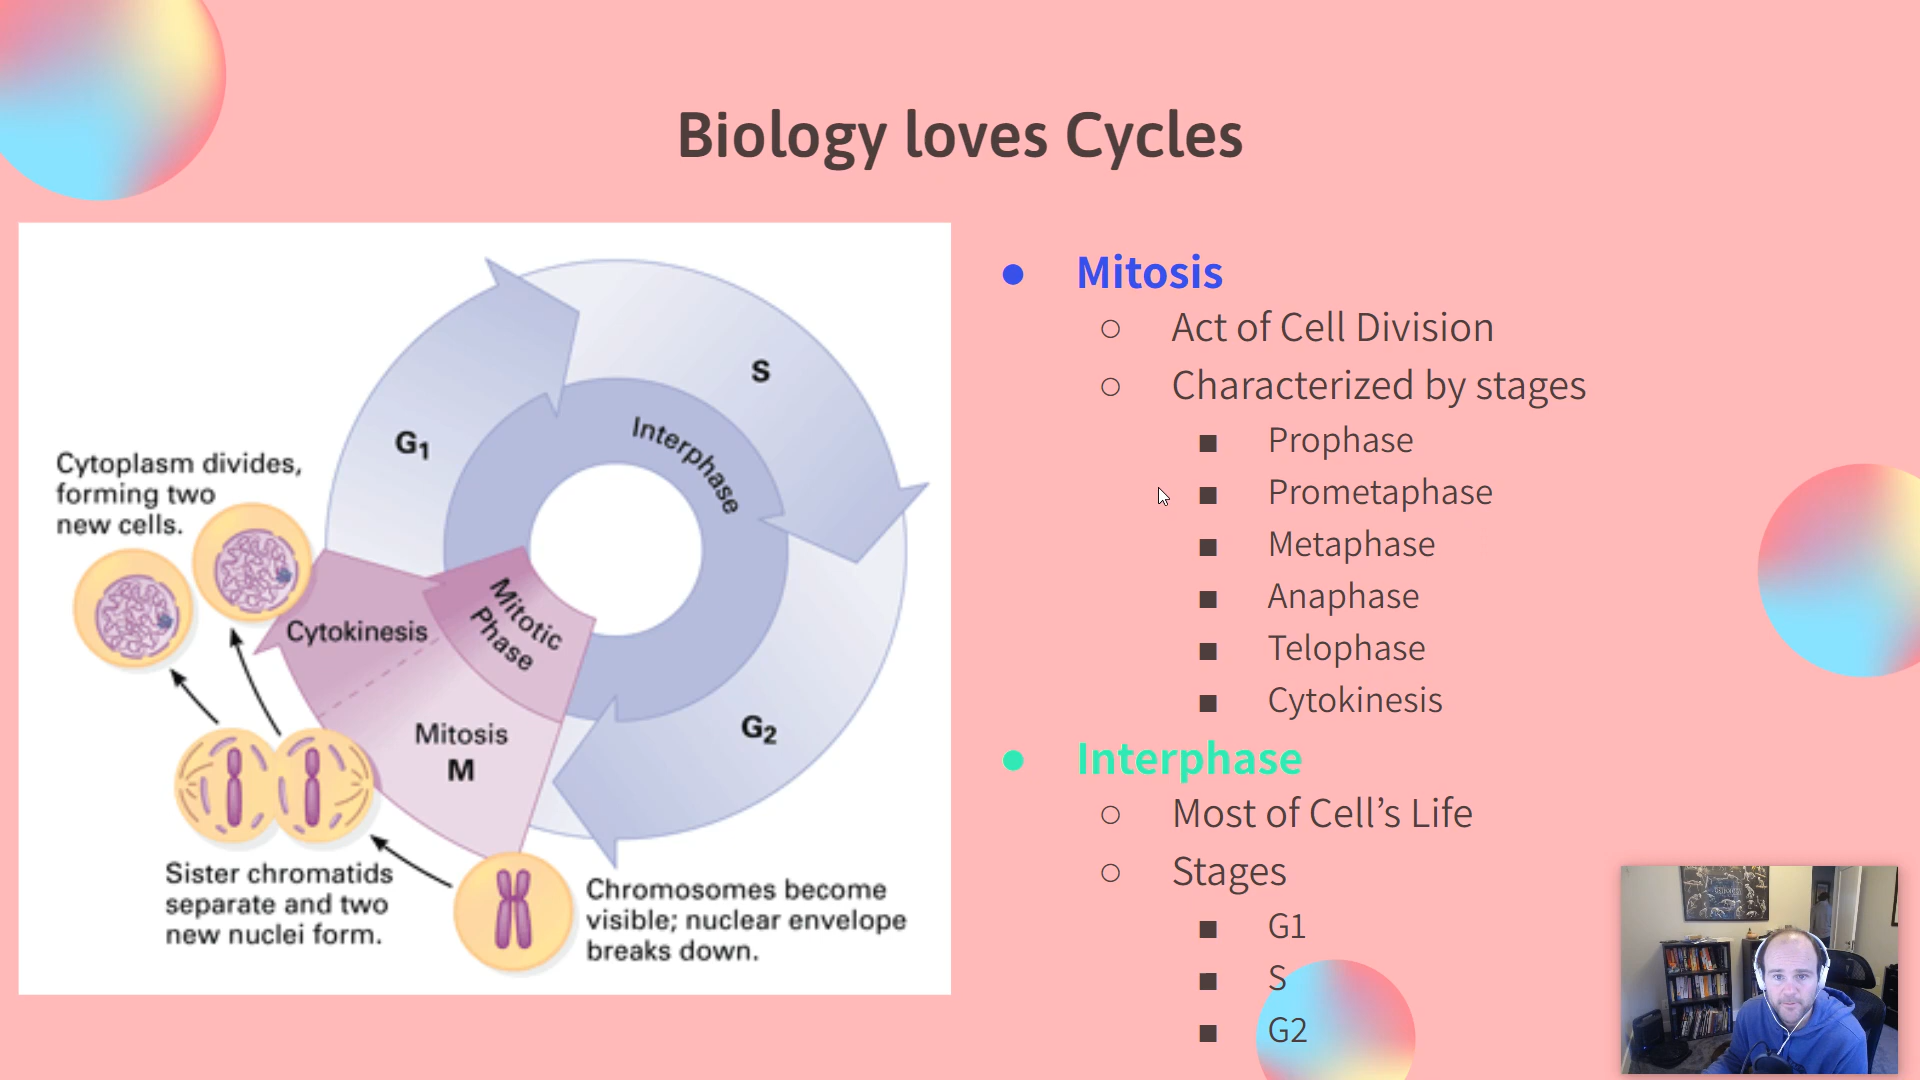 Biology loves Cycles
S
G1
Interphase
Cytoplasm divides,
forming two
new cells.
Cytokinesis
Mitotic
Phase
Mitosis
M
G2
Sister chromatids
separate and two
new nuclei form.
Chromosomes become
visible; nuclear envelope
breaks down.
● Mitosis
○ Act of Cell Division
○ Characterized by stages
■ Prophase
■ Prometaphase
■ Metaphase
■ Anaphase
■ Telophase
■ Cytokinesis
● Interphase
○ Most of Cell’s Life
○ Stages
■ G1
■ S
■ G2